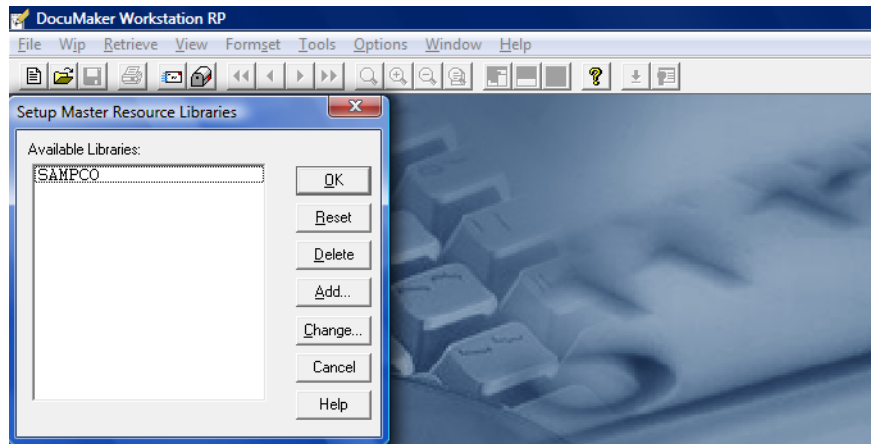 DocuMaker Workstation RP
File Wip Retrieve View Formset Tools Options Window Help
Setup Master Resource Libraries
Available Libraries:
SAMPCO
OK
Reset
Delete
Add...
Change...
Cancel
Help